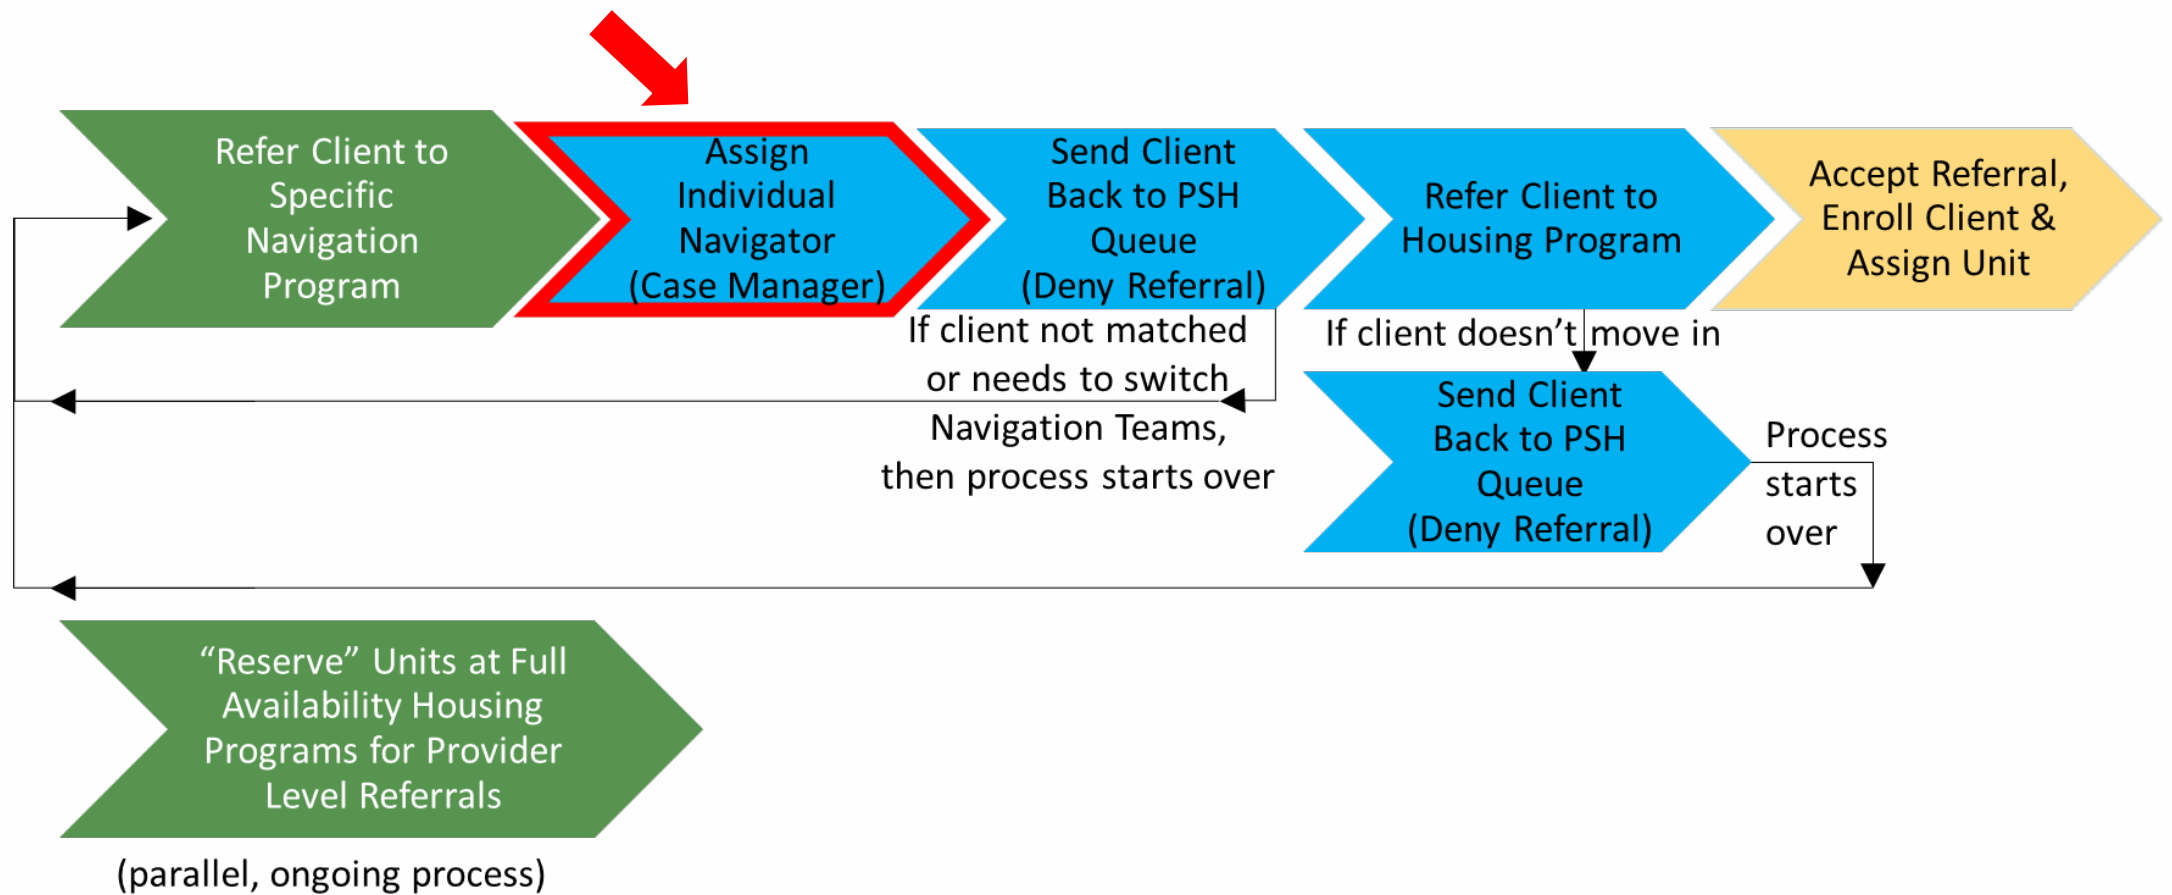 Refer Client to
Specific
Navigation
Program
Assign
Individual
Navigator
(Case Manager)
Send Client
Back to PSH
Queue
(Deny Referral)
If client not matched
or needs to switch
Navigation Teams,
then process starts over
Refer Client to
Housing Program
If client doesn’t move in
Send Client
Back to PSH
Queue
(Deny Referral)
Process
starts
over
Accept Referral,
Enroll Client &
Assign Unit
“Reserve” Units at Full
Availability Housing
Programs for Provider
Level Referrals
(parallel, ongoing process)